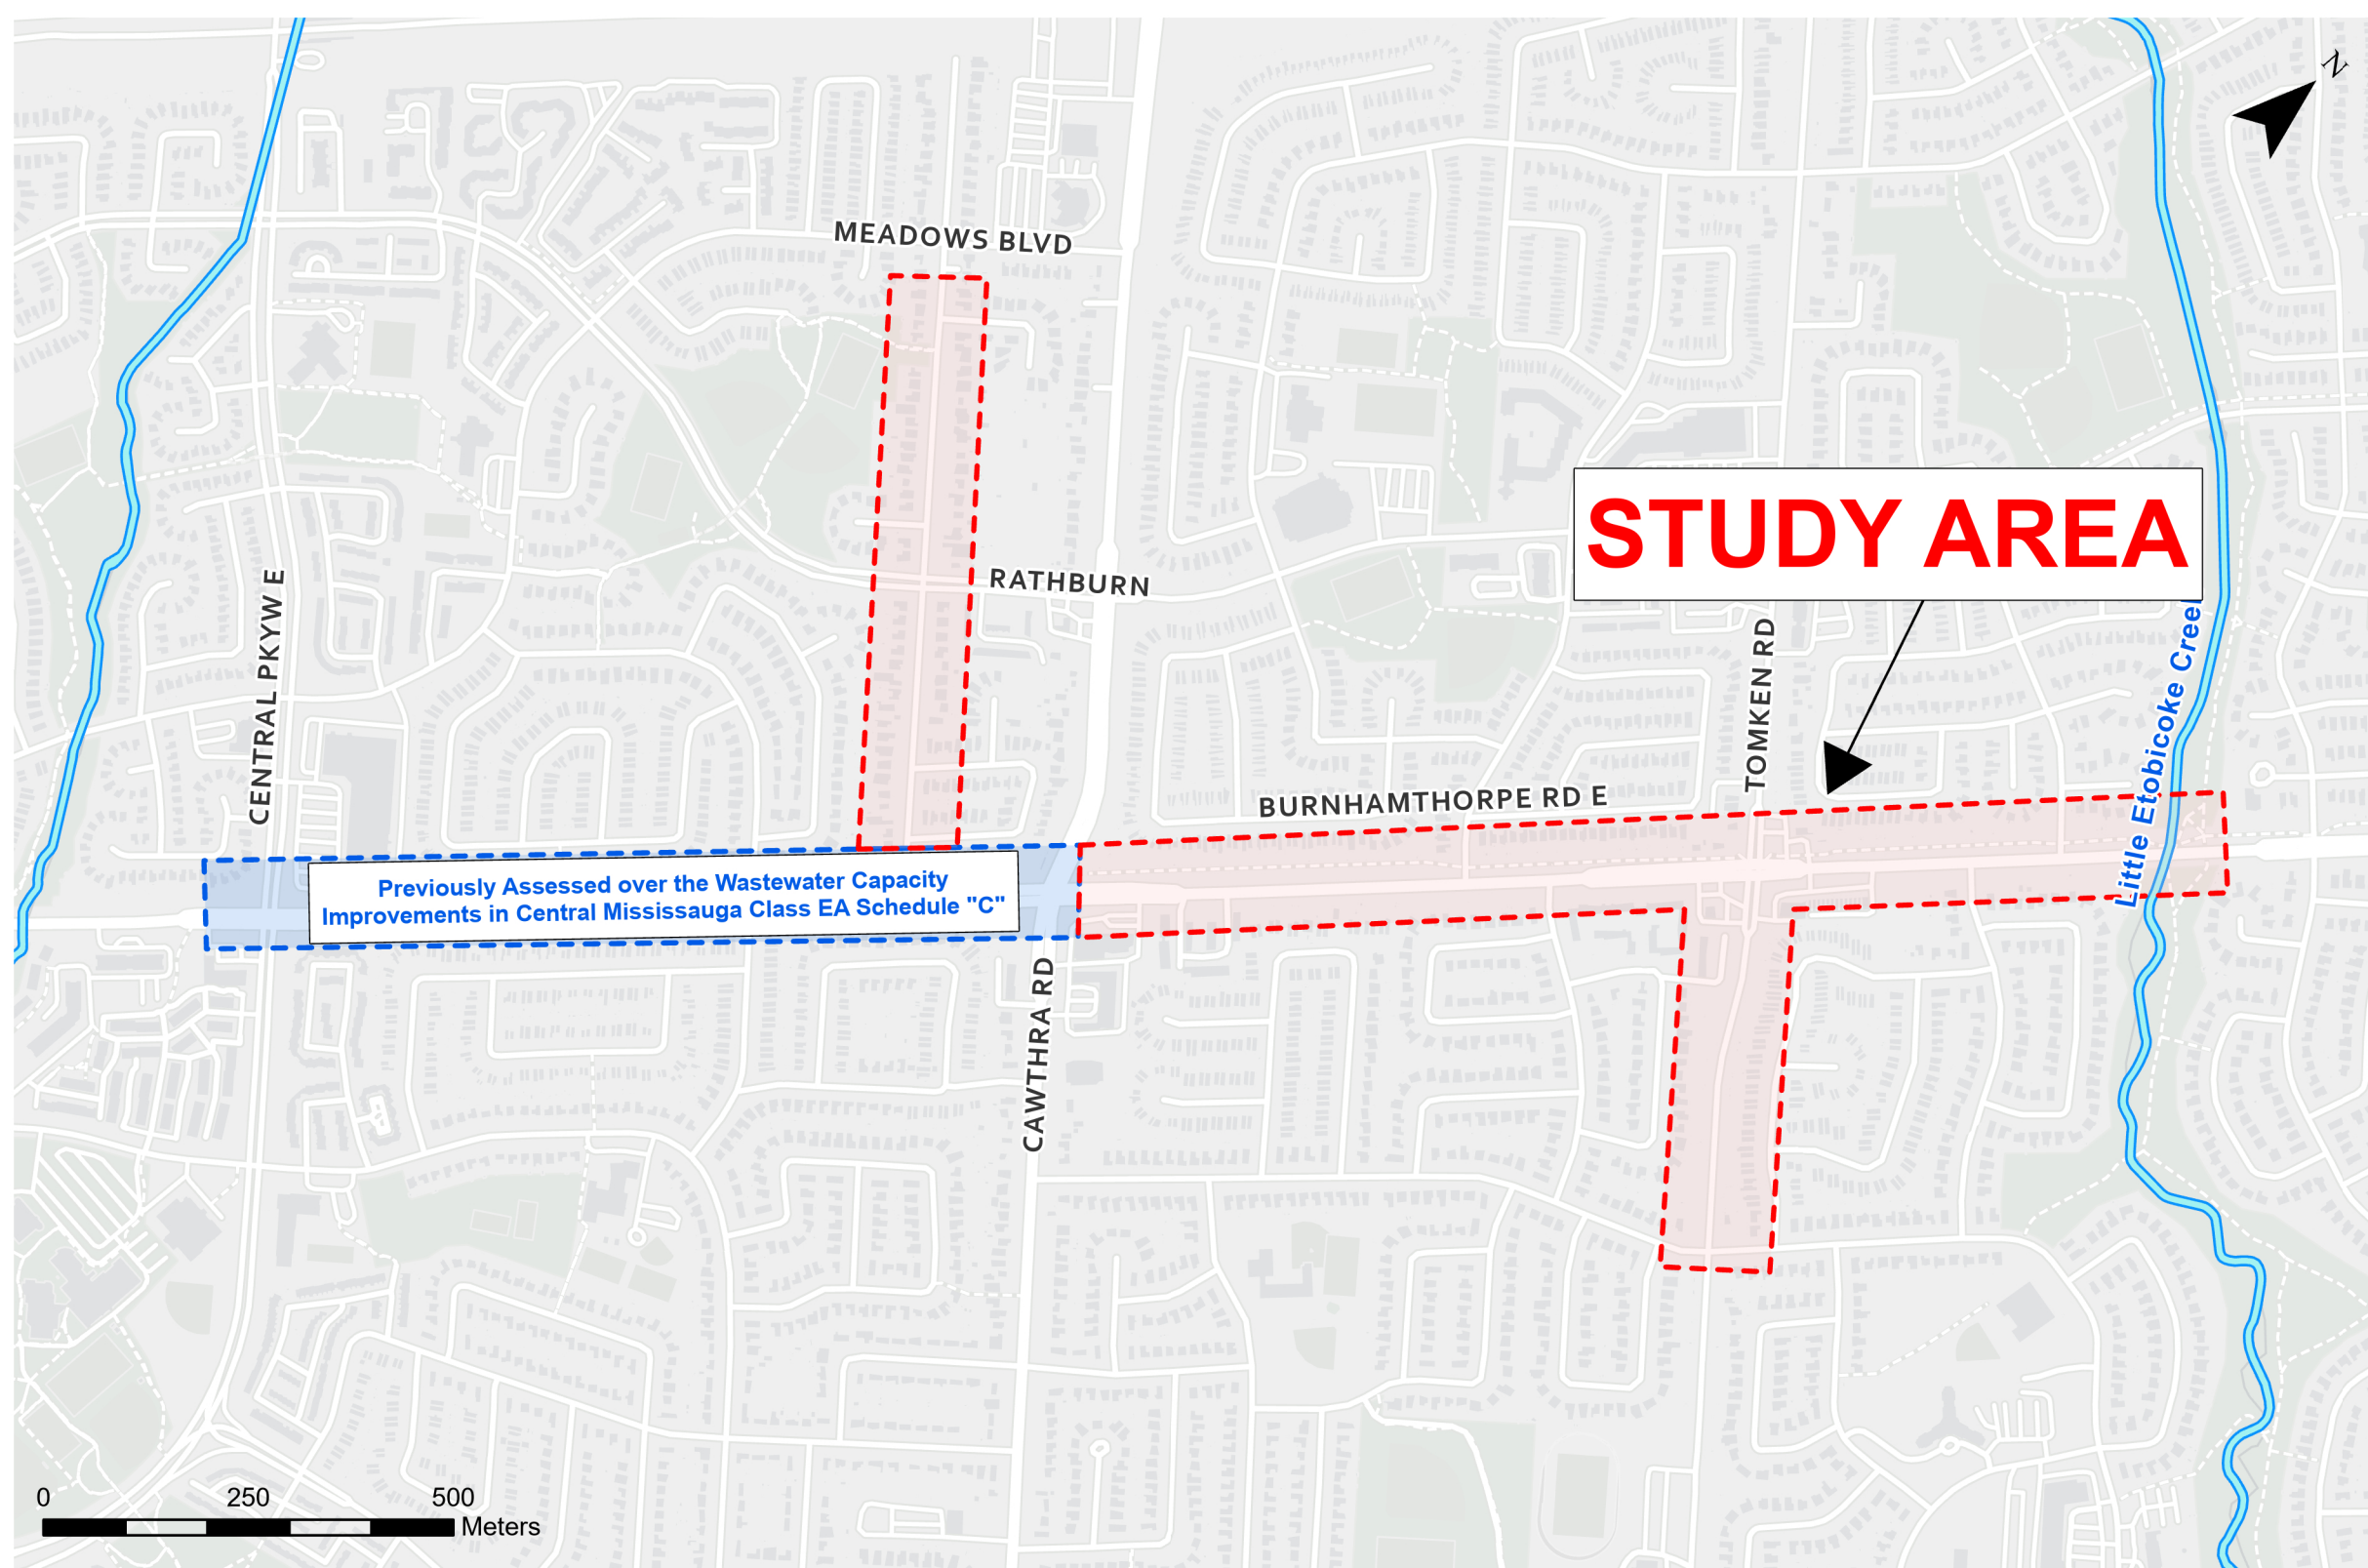 N
MEADOWS BLVD
STUDY AREA
RATHBURN
CENTRAL PKYW E
TOMKEN RD
Little Etobicoke Cree
BURNHAMTHORPE RD E
Previously Assessed over the Wastewater Capacity
Improvements in Central Mississauga Class EA Schedule "C"
CAWTHRA RD
0 250 500
Meters